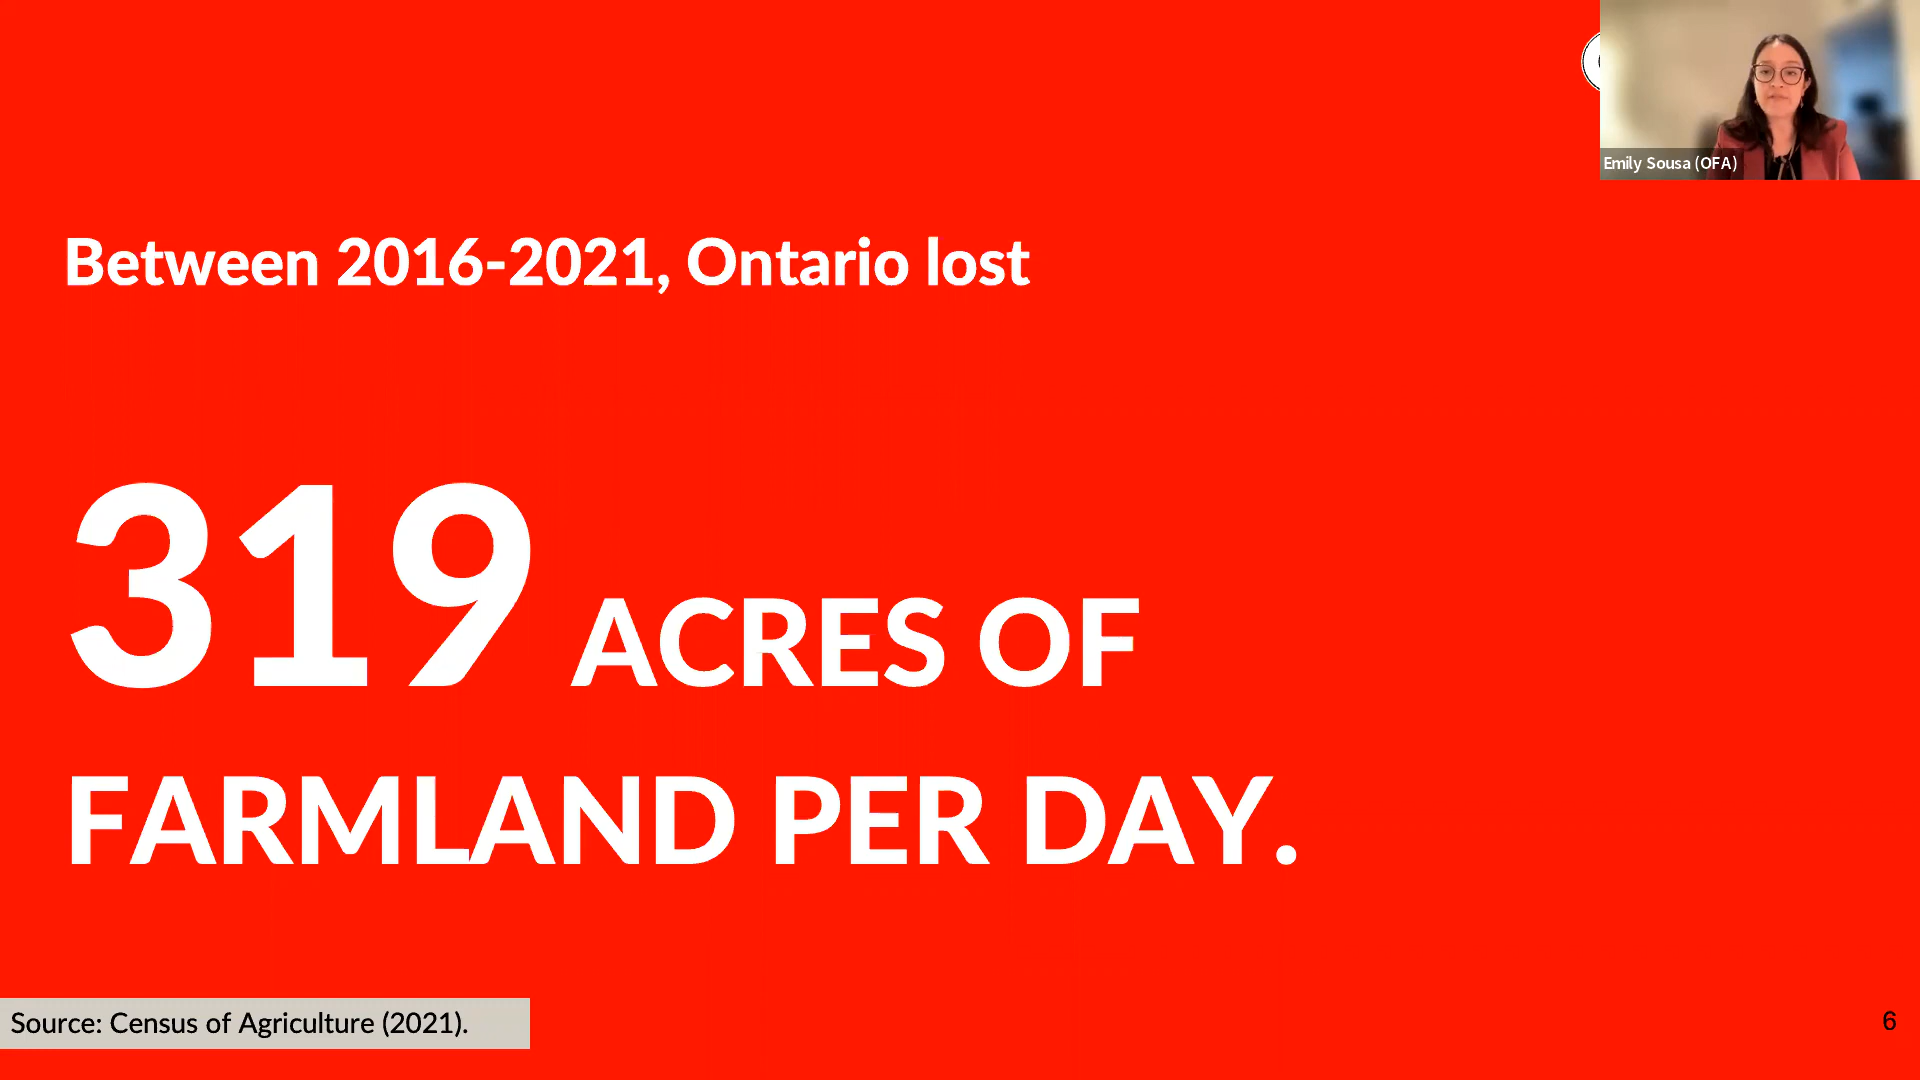 Emily Sousa (OFA)
Between 2016-2021, Ontario lost
319 ACRES OF
FARMLAND PER DAY.
Source: Census of Agriculture (2021).
6